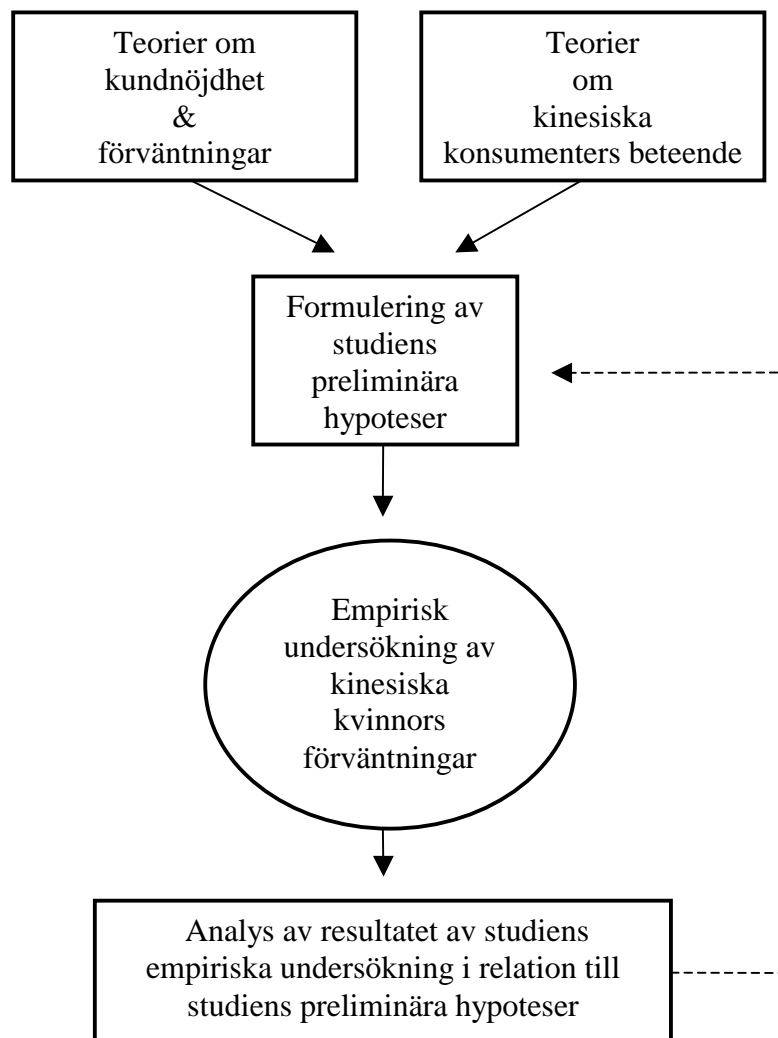 Teorier om
kundnöjdhet
&
förväntningar
Teorier
om
kinesiska
konsumenters beteende
Formulering av
studiens
preliminära
hypoteser
Empirisk
undersökning av
kinesiska
kvinnors
förväntningar
Analys av resultatet av studiens
empiriska undersökning i relation till
studiens preliminära hypoteser